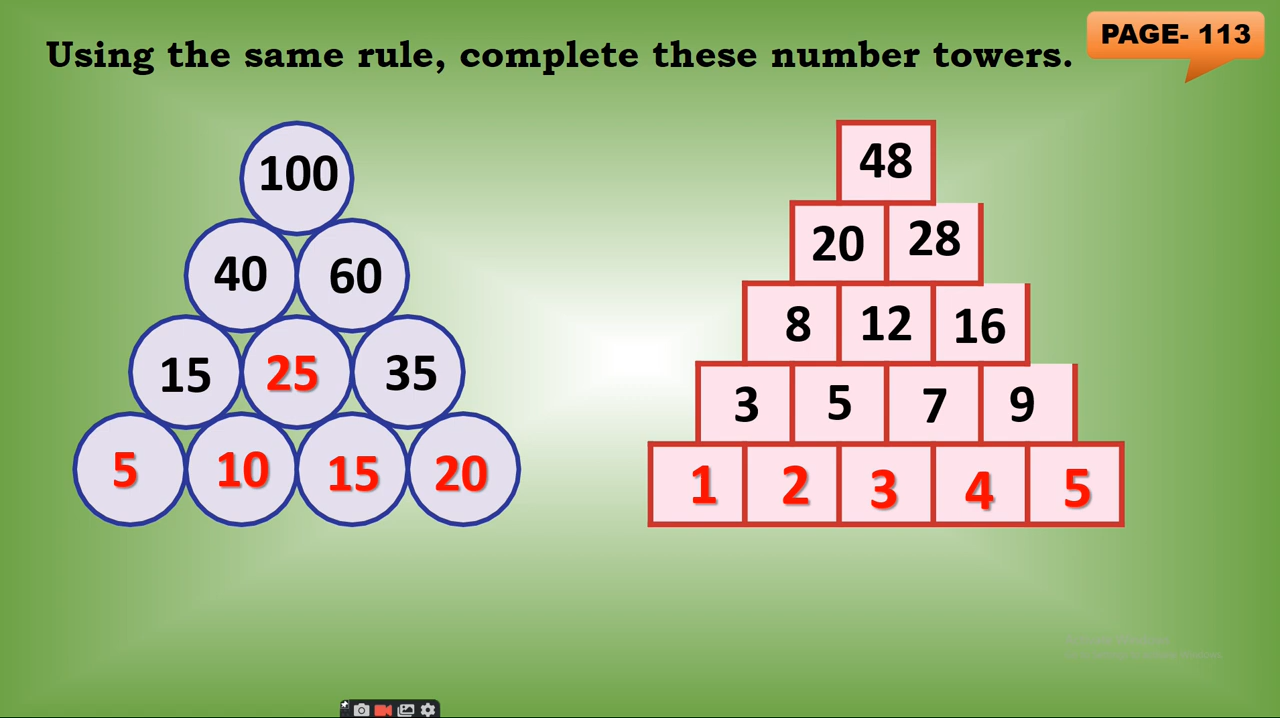 Using the same rule, complete these number towers.
PAGE- 113
100
40 60
15 25 35
5 10 15 20
48
20 28
8 12 16
3 5 7 9
1 2 3 4 5